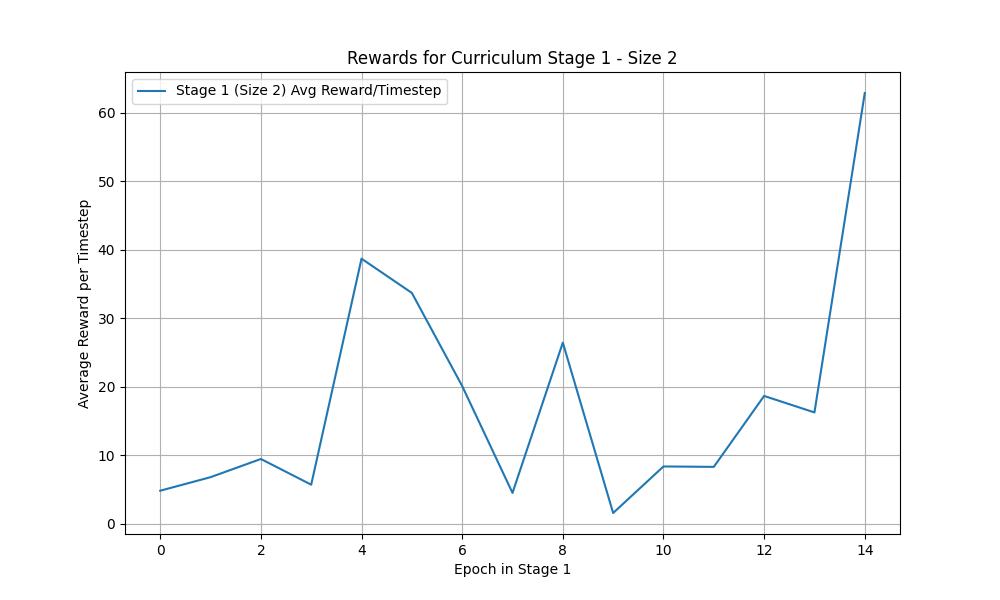 Rewards for Curriculum Stage 1 - Size 2
Stage 1 (Size 2) Avg Reward/Timestep
Average Reward per Timestep
60
50
40
30
20
10
0
0 2 4 6 8 10 12 14
Epoch in Stage 1